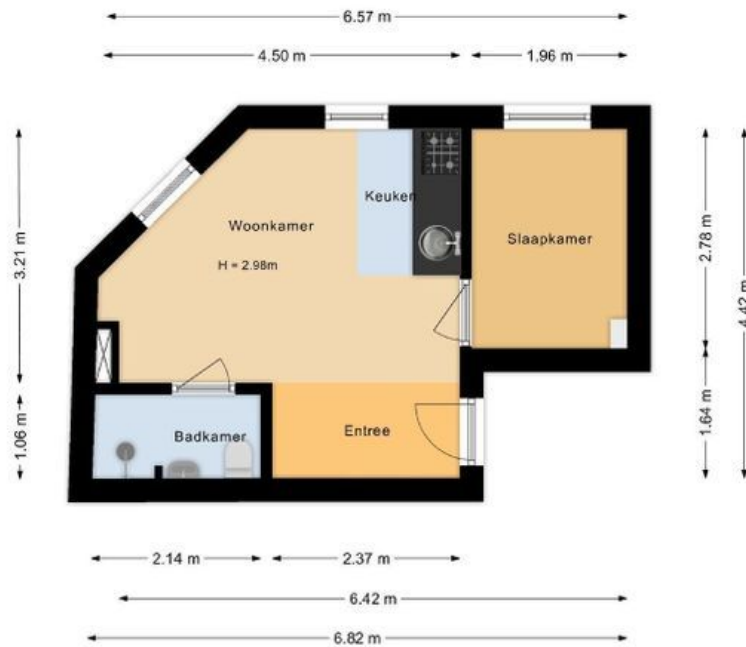 6.57 m
4.50 m
1.96 m
Keuken
Woonkamer
Slaapkamer
H = 2.98m
3.21 m
2.78 m
4.42 m
1.06 m
1.64 m
Badkamer
Entree
2.14 m
2.37 m
6.42 m
6.82 m